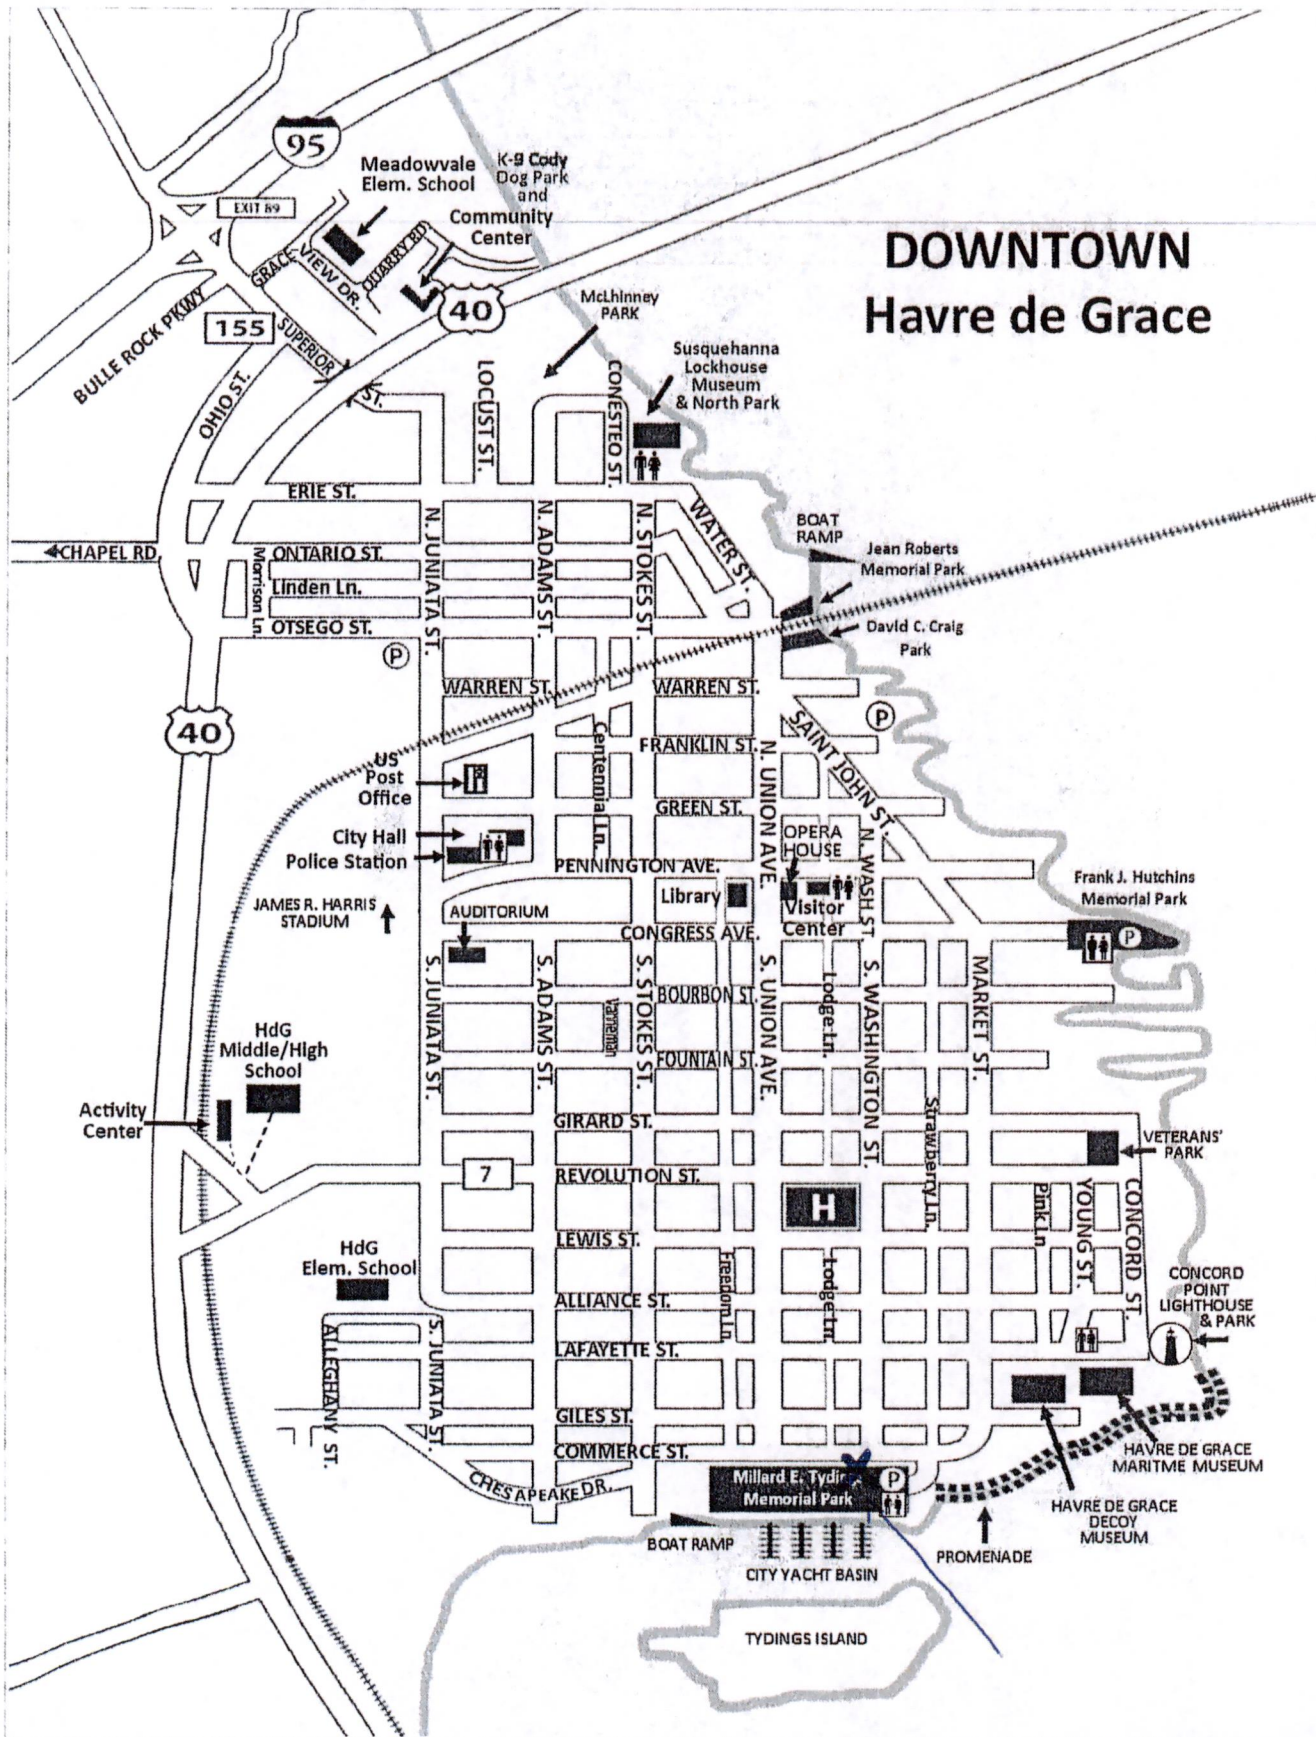 DOWNTOWN
Havre de Grace
95
EXIT 89
Meadowvale
Elem. School
K-9 Cody
Dog Park
and
Community
Center
GRACE VIEW DR.
QUARRY RD.
BULLE ROCK PKWY
155
40
SUPERIOR
ST.
OHIO ST.
McLhinney
PARK
Susquehanna
Lockhouse
Museum
& North Park
LOCUST ST.
CONESTEO ST.
ERIE ST.
WATER ST.
BOAT
RAMP
Jean Roberts
Memorial Park
David C. Craig
Park
CHAPEL RD.
ONTARIO ST.
Morrison Ln.
Linden Ln.
OTSEGO ST.
N. JUNIATA ST.
N. ADAMS ST.
N. STOKES ST.
P
WARREN ST.
WARREN ST.
40
P
SAINT JOHN ST.
FRANKLIN ST.
N. UNION AVE.
Centennial Ln.
US
Post
Office
GREEN ST.
City Hall
Police Station
OPERA
HOUSE
N. WASH ST.
PENNINGTON AVE.
Library
Visitor
Center
Frank J. Hutchins
Memorial Park
P
JAMES R. HARRIS
STADIUM
AUDITORIUM
CONGRESS AVE.
S. JUNIATA ST.
S. ADAMS ST.
S. STOKES ST.
S. UNION AVE.
Lodge Ln.
S. WASHINGTON ST.
MARKET ST.
BOURBON ST.
Vanneman
FOUNTAIN ST.
HdG
Middle/High
School
Activity
Center
GIRARD ST.
Strawberry Ln.
VETERANS'
PARK
7
REVOLUTION ST.
H
Pink Ln
YOUNG ST.
CONCORD ST.
LEWIS ST.
HdG
Elem. School
Freedom Ln.
Lodge Ln.
CONCORD
POINT
LIGHTHOUSE
& PARK
ALLIANCE ST.
LAFAYETTE ST.
ALLEGHANY ST.
S. JUNIATA ST.
GILES ST.
COMMERCE ST.
CHESAPEAKE DR.
Millard E. Tydings
Memorial Park
P
HAVRE DE GRACE
MARITME MUSEUM
HAVRE DE GRACE
DECOY
MUSEUM
PROMENADE
BOAT RAMP
CITY YACHT BASIN
TYDINGS ISLAND